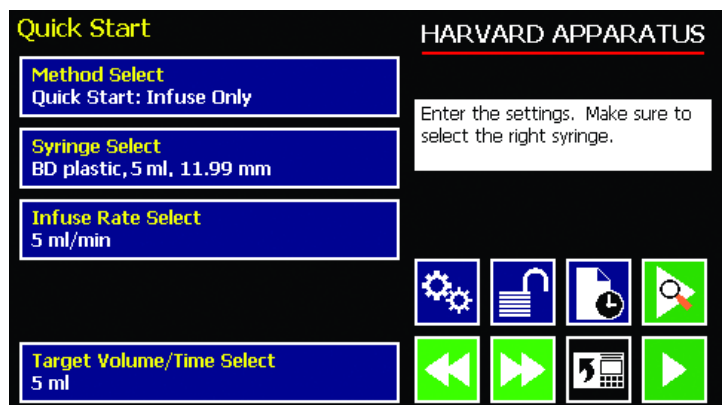 Quick Start
HARVARD APPARATUS
Method Select
Quick Start: Infuse Only
Enter the settings. Make sure to
select the right syringe.
Syringe Select
BD plastic, 5 ml, 11.99 mm
Infuse Rate Select
5 ml/min
Target Volume/Time Select
5 ml